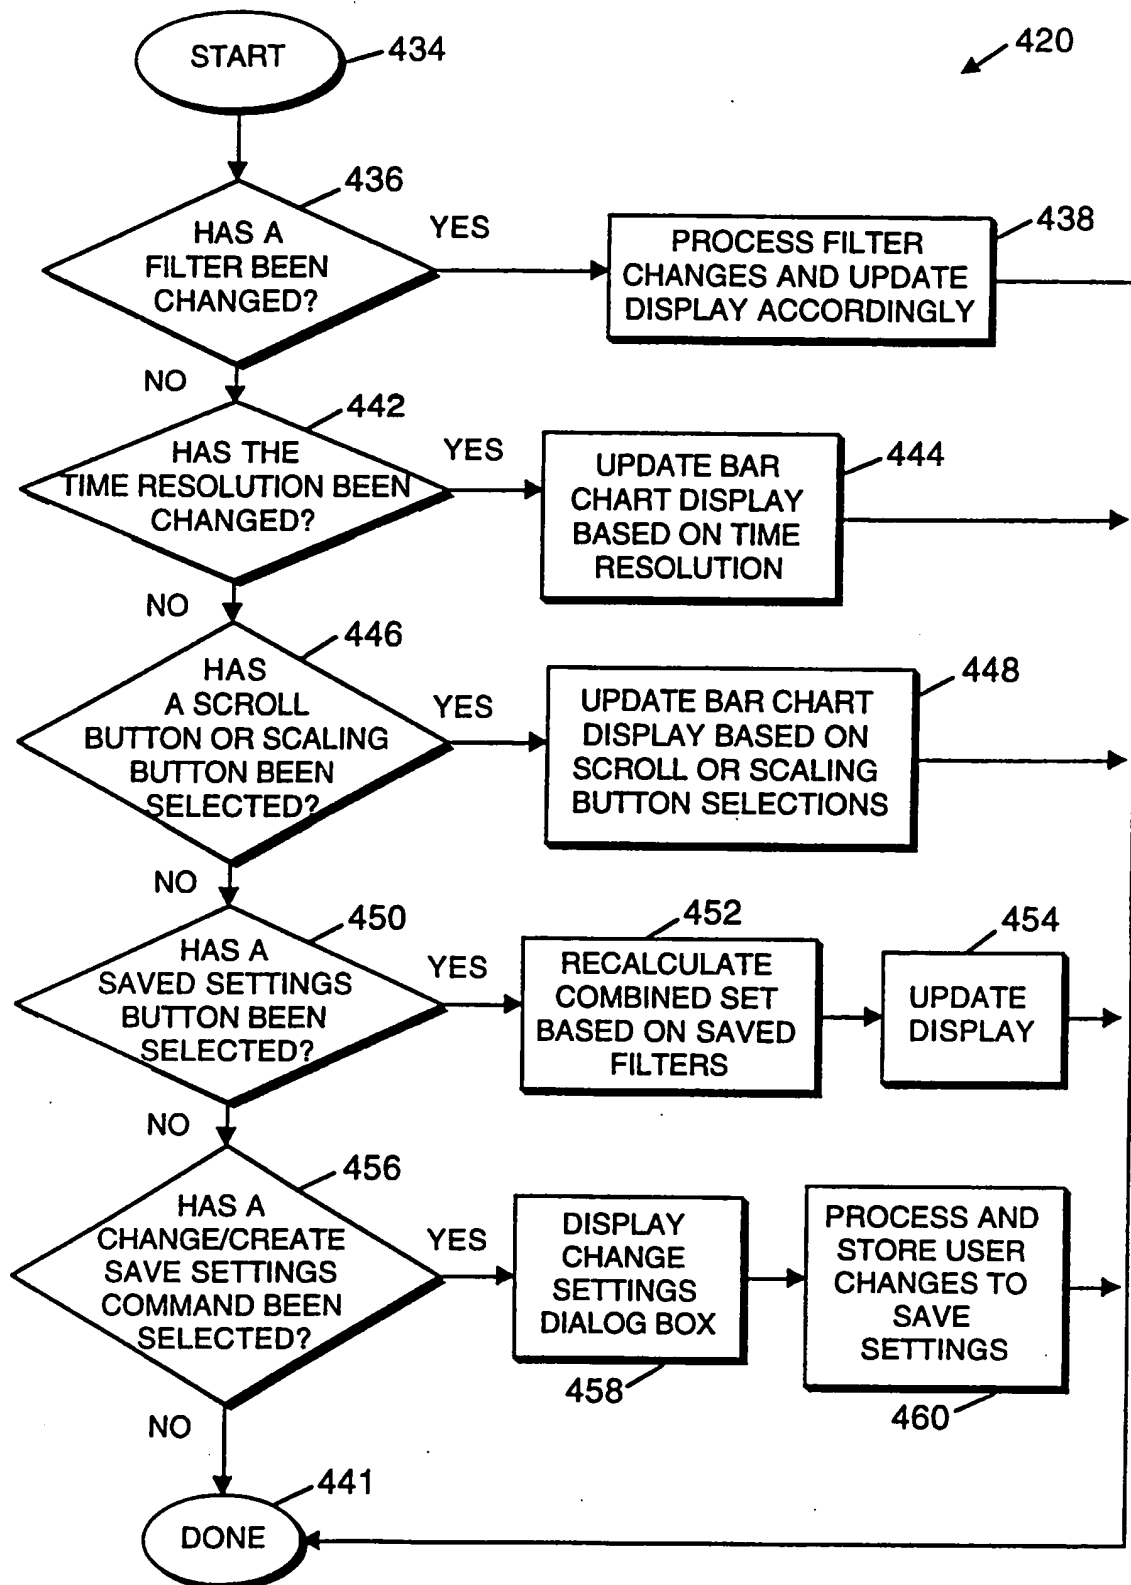 START
434
420
436
HAS A
FILTER BEEN
CHANGED?
YES
PROCESS FILTER
CHANGES AND UPDATE
DISPLAY ACCORDINGLY
438
NO
442
HAS THE
TIME RESOLUTION BEEN
CHANGED?
YES
UPDATE BAR
CHART DISPLAY
BASED ON TIME
RESOLUTION
444
NO
446
HAS
A SCROLL
BUTTON OR SCALING
BUTTON BEEN
SELECTED?
YES
UPDATE BAR CHART
DISPLAY BASED ON
SCROLL OR SCALING
BUTTON SELECTIONS
448
NO
450
HAS A
SAVED SETTINGS
BUTTON BEEN
SELECTED?
YES
452
RECALCULATE
COMBINED SET
BASED ON SAVED
FILTERS
454
UPDATE
DISPLAY
NO
456
HAS A
CHANGE/CREATE
SAVE SETTINGS
COMMAND BEEN
SELECTED?
YES
DISPLAY
CHANGE
SETTINGS
DIALOG BOX
458
PROCESS AND
STORE USER
CHANGES TO
SAVE
SETTINGS
460
NO
441
DONE